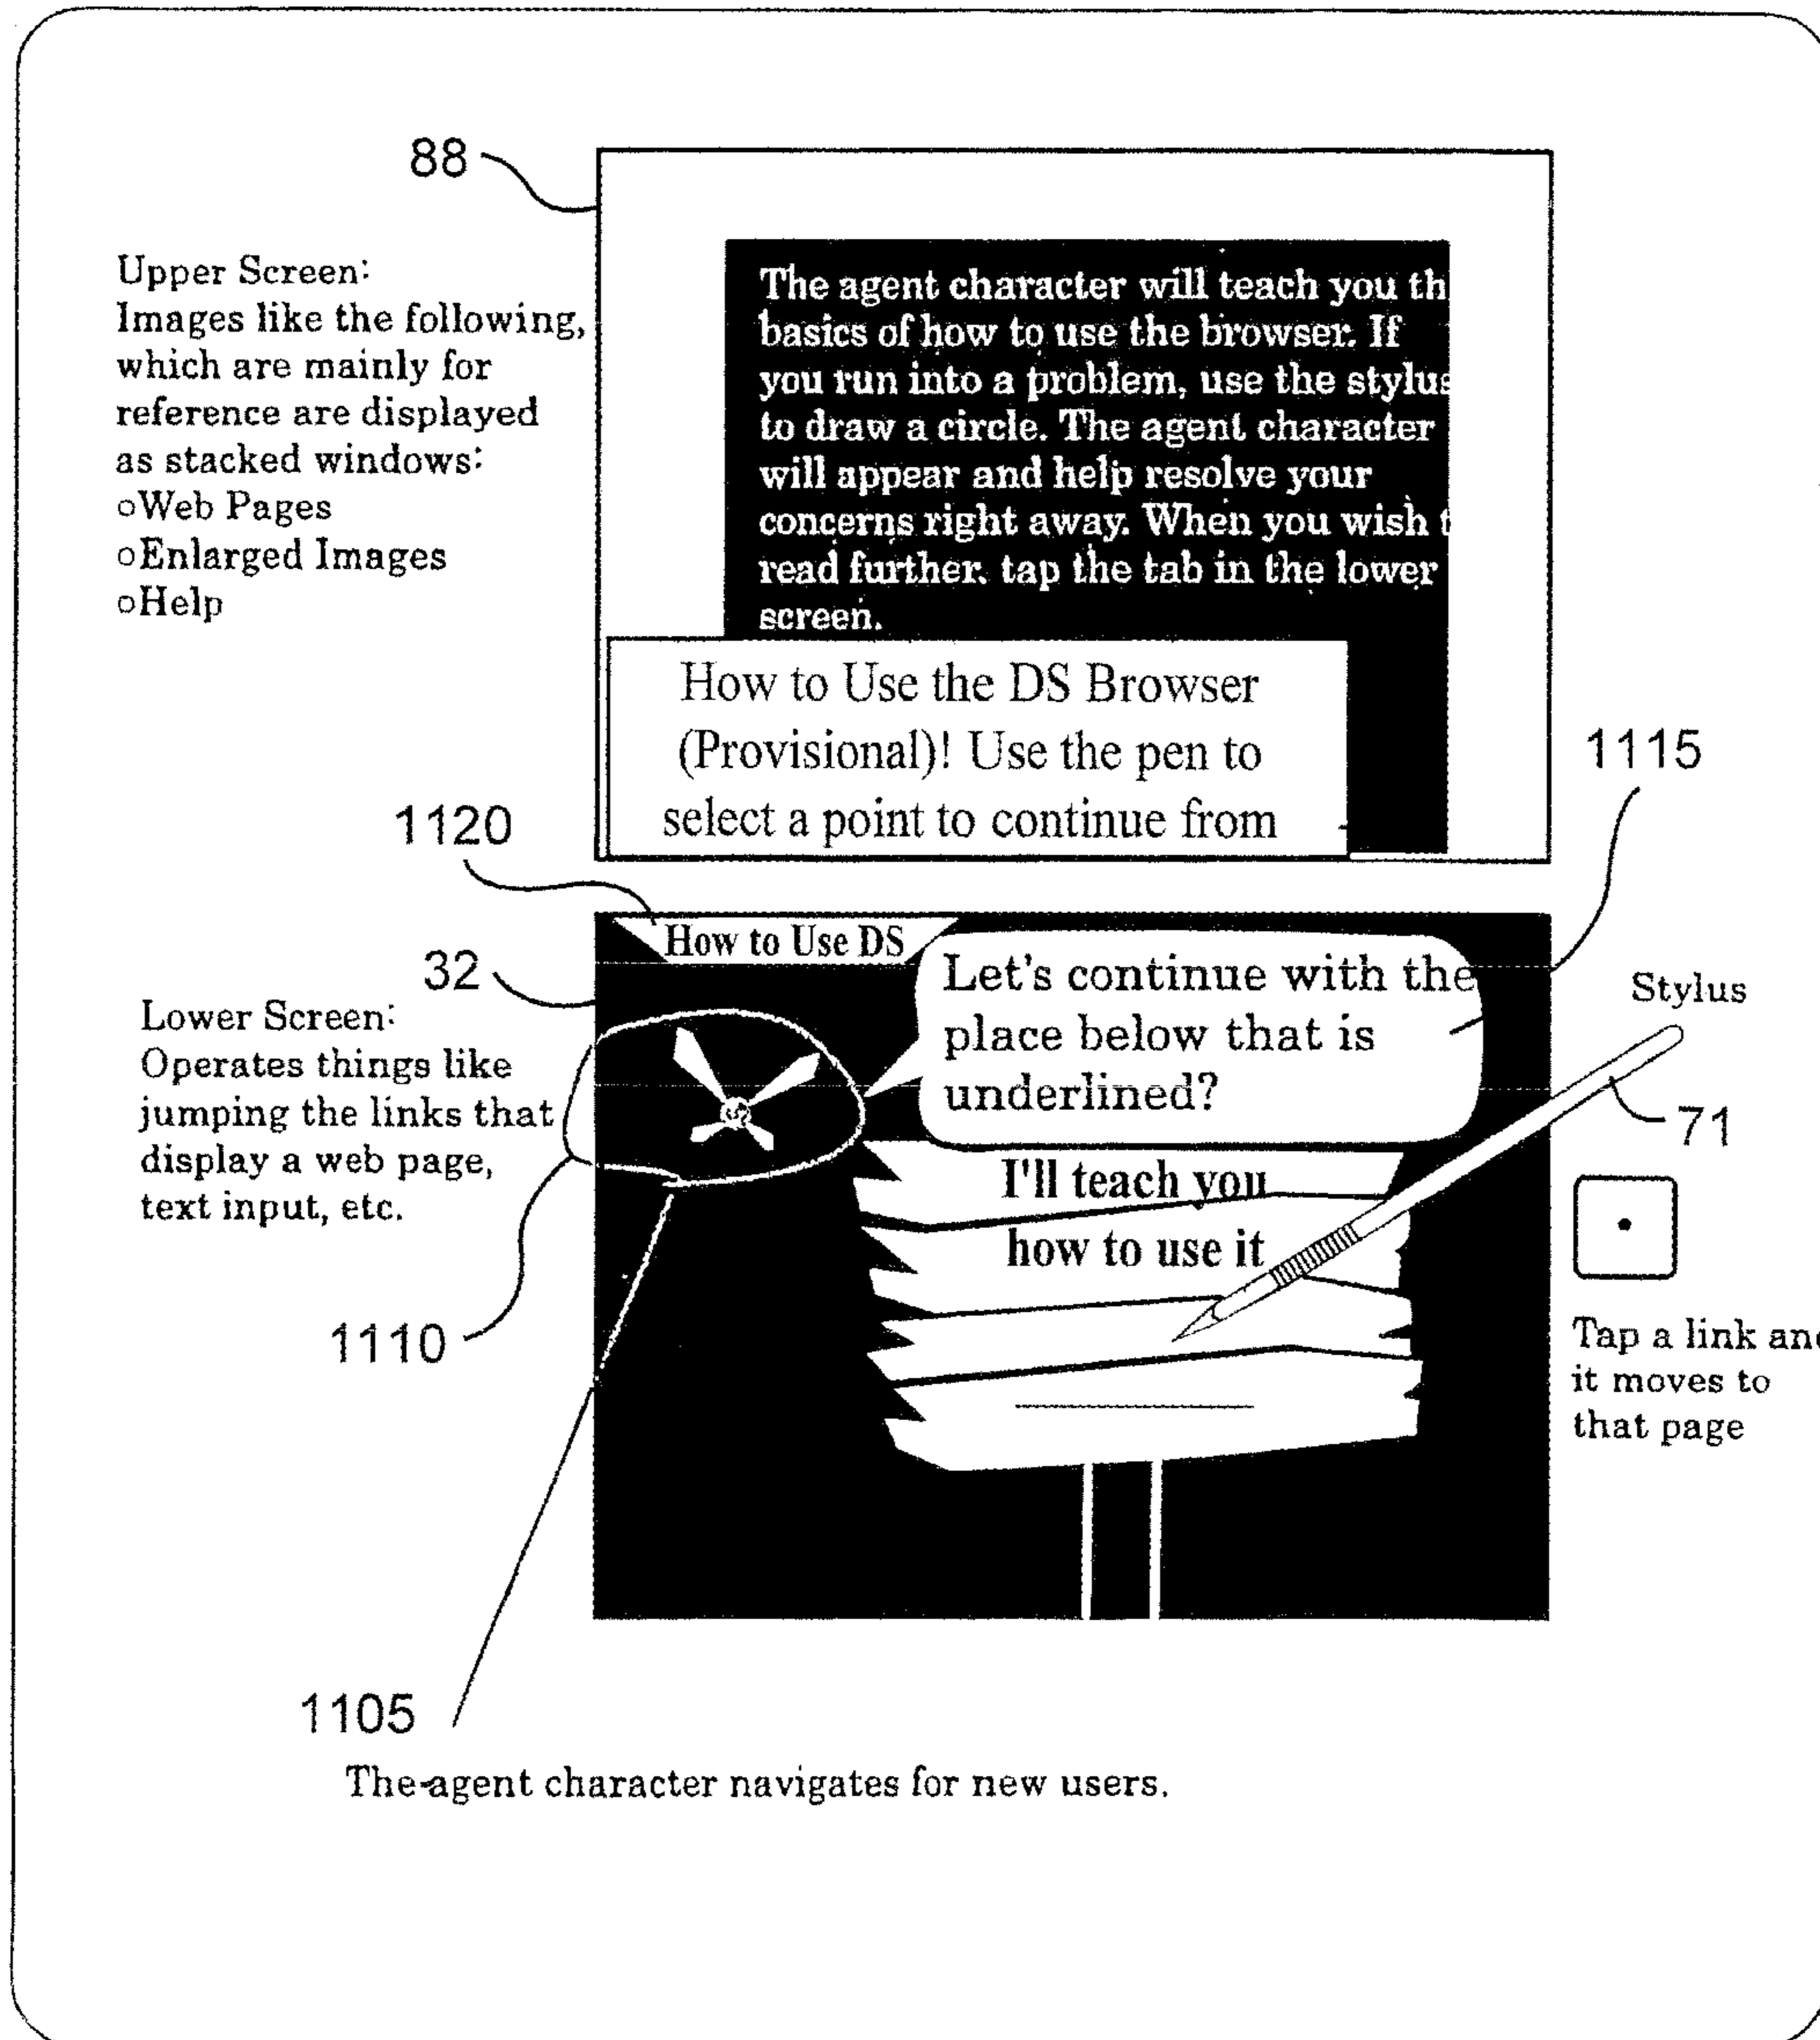 88
Upper Screen:
Images like the following,
which are mainly for
reference are displayed
as stacked windows:
oWeb Pages
oEnlarged Images
oHelp
The agent character will teach you th
basics of how to use the browser. If
you run into a problem, use the stylus
to draw a circle. The agent character
will appear and help resolve your
concerns right away. When you wish t
read further. tap the tab in the lower
screen.
How to Use the DS Browser
(Provisional)! Use the pen to
select a point to continue from
1115
1120
32
How to Use DS
Let's continue with the
place below that is
underlined?
Stylus
71
Lower Screen:
Operates things like
jumping the links that
display a web page,
text input, etc.
I'll teach you
how to use it
1110
Tap a link and
it moves to
that page
1105
The agent character navigates for new users.